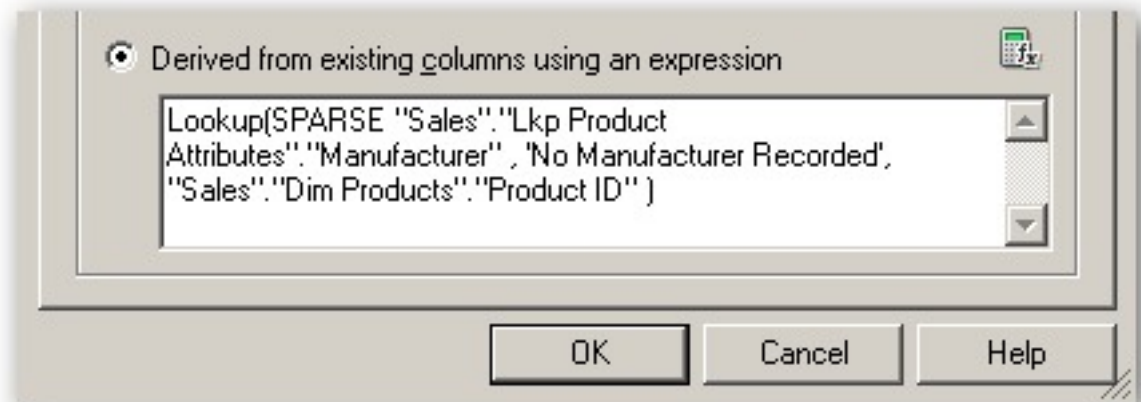 Derived from existing columns using an expression
fx
Lookup(SPARSE "Sales"."Lkp Product
Attributes"."Manufacturer" , 'No Manufacturer Recorded',
"Sales"."Dim Products"."Product ID" )
OK Cancel Help